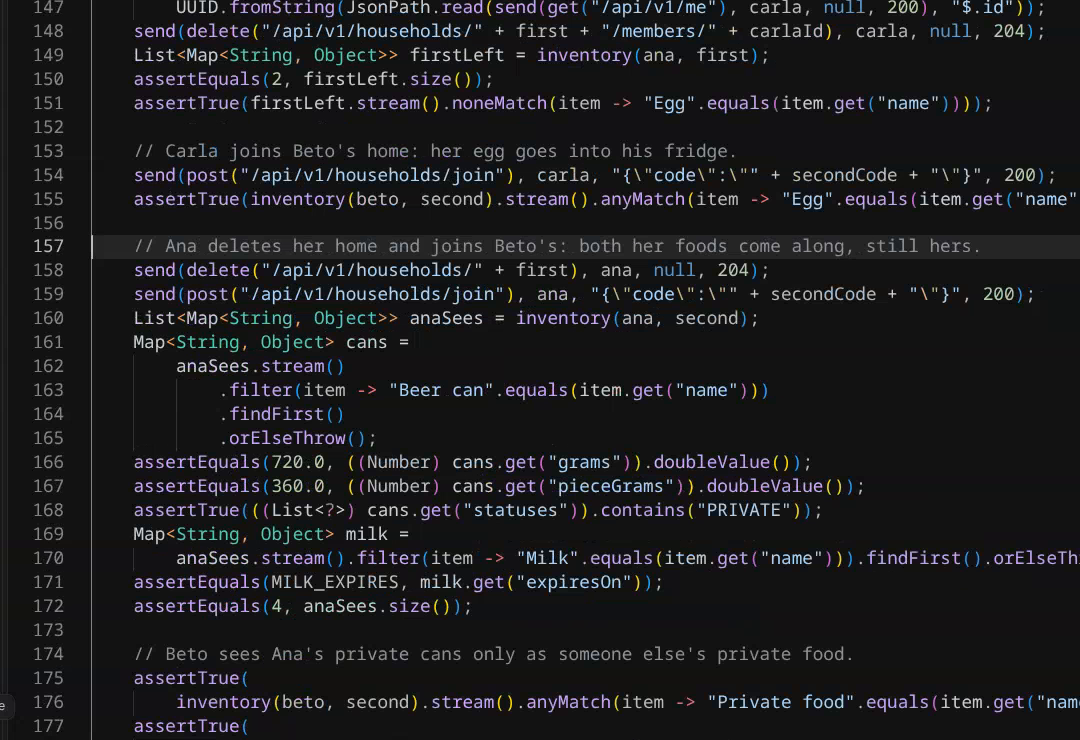 147 UUID.fromString(JsonPath.read(send(get("/api/v1/me"), carla, null, 200), "$.id"));
148 send(delete("/api/v1/households/" + first + "/members/" + carlaId), carla, null, 204);
149 List<Map<String, Object>> firstLeft = inventory(ana, first);
150 assertEquals(2, firstLeft.size());
151 assertTrue(firstLeft.stream().noneMatch(item -> "Egg".equals(item.get("name"))));
152
153 // Carla joins Beto's home: her egg goes into his fridge.
154 send(post("/api/v1/households/join"), carla, "{\"code\":\"" + secondCode + "\"}", 200);
155 assertTrue(inventory(beto, second).stream().anyMatch(item -> "Egg".equals(item.get("name"
156
157 // Ana deletes her home and joins Beto's: both her foods come along, still hers.
158 send(delete("/api/v1/households/" + first), ana, null, 204);
159 send(post("/api/v1/households/join"), ana, "{\"code\":\"" + secondCode + "\"}", 200);
160 List<Map<String, Object>> anaSees = inventory(ana, second);
161 Map<String, Object> cans =
162 anaSees.stream()
163 .filter(item -> "Beer can".equals(item.get("name")))
164 .findFirst()
165 .orElseThrow();
166 assertEquals(720.0, ((Number) cans.get("grams")).doubleValue());
167 assertEquals(360.0, ((Number) cans.get("pieceGrams")).doubleValue());
168 assertTrue(((List<?>) cans.get("statuses")).contains("PRIVATE"));
169 Map<String, Object> milk =
170 anaSees.stream().filter(item -> "Milk".equals(item.get("name"))).findFirst().orElseTh
171 assertEquals(MILK_EXPIRES, milk.get("expiresOn"));
172 assertEquals(4, anaSees.size());
173
174 // Beto sees Ana's private cans only as someone else's private food.
175 assertTrue(
e
176 inventory(beto, second).stream().anyMatch(item -> "Private food".equals(item.get("nam
177 assertTrue(